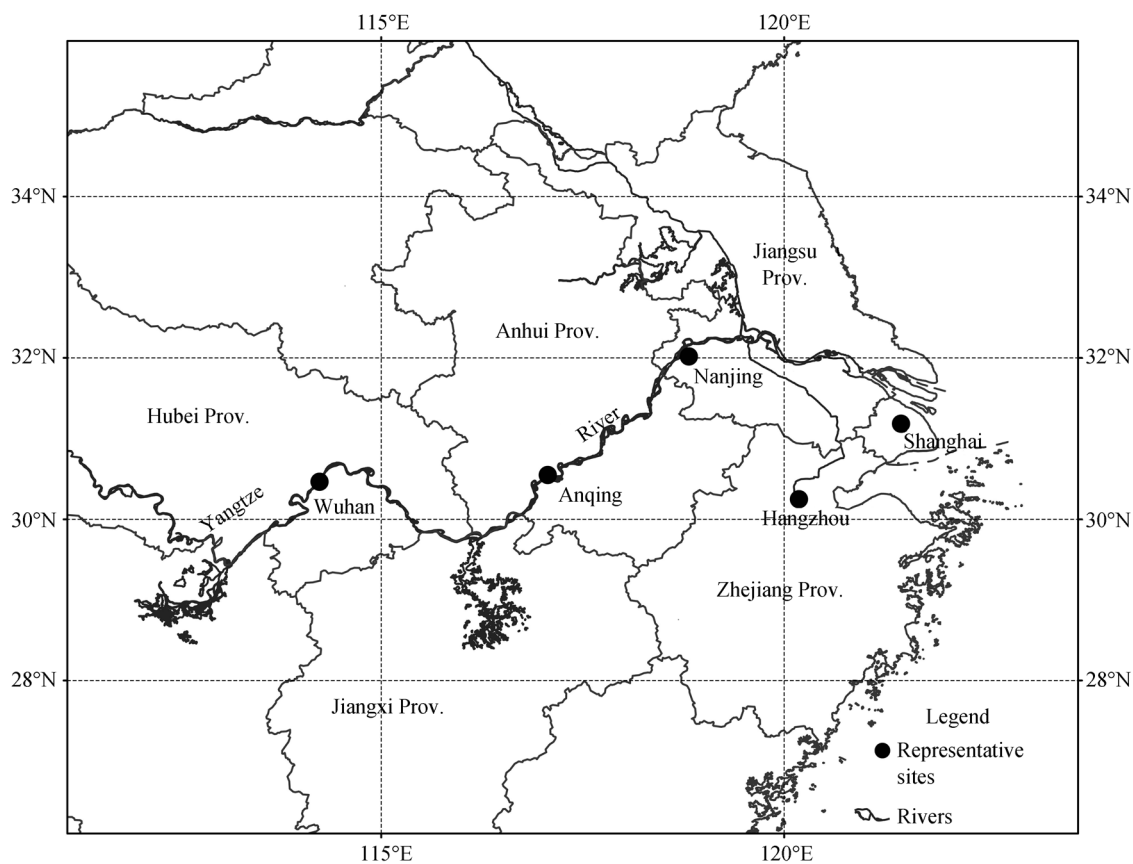 115°E
120°E
34°N
34°N
Jiangsu
Prov.
Anhui Prov.
32°N
32°N
Nanjing
Hubei Prov.
River
Shanghai
Yangtze
Wuhan
Anqing
30°N
Hangzhou
30°N
Zhejiang Prov.
28°N
28°N
Jiangxi Prov.
Legend
Representative
sites
Rivers
115°E
120°E